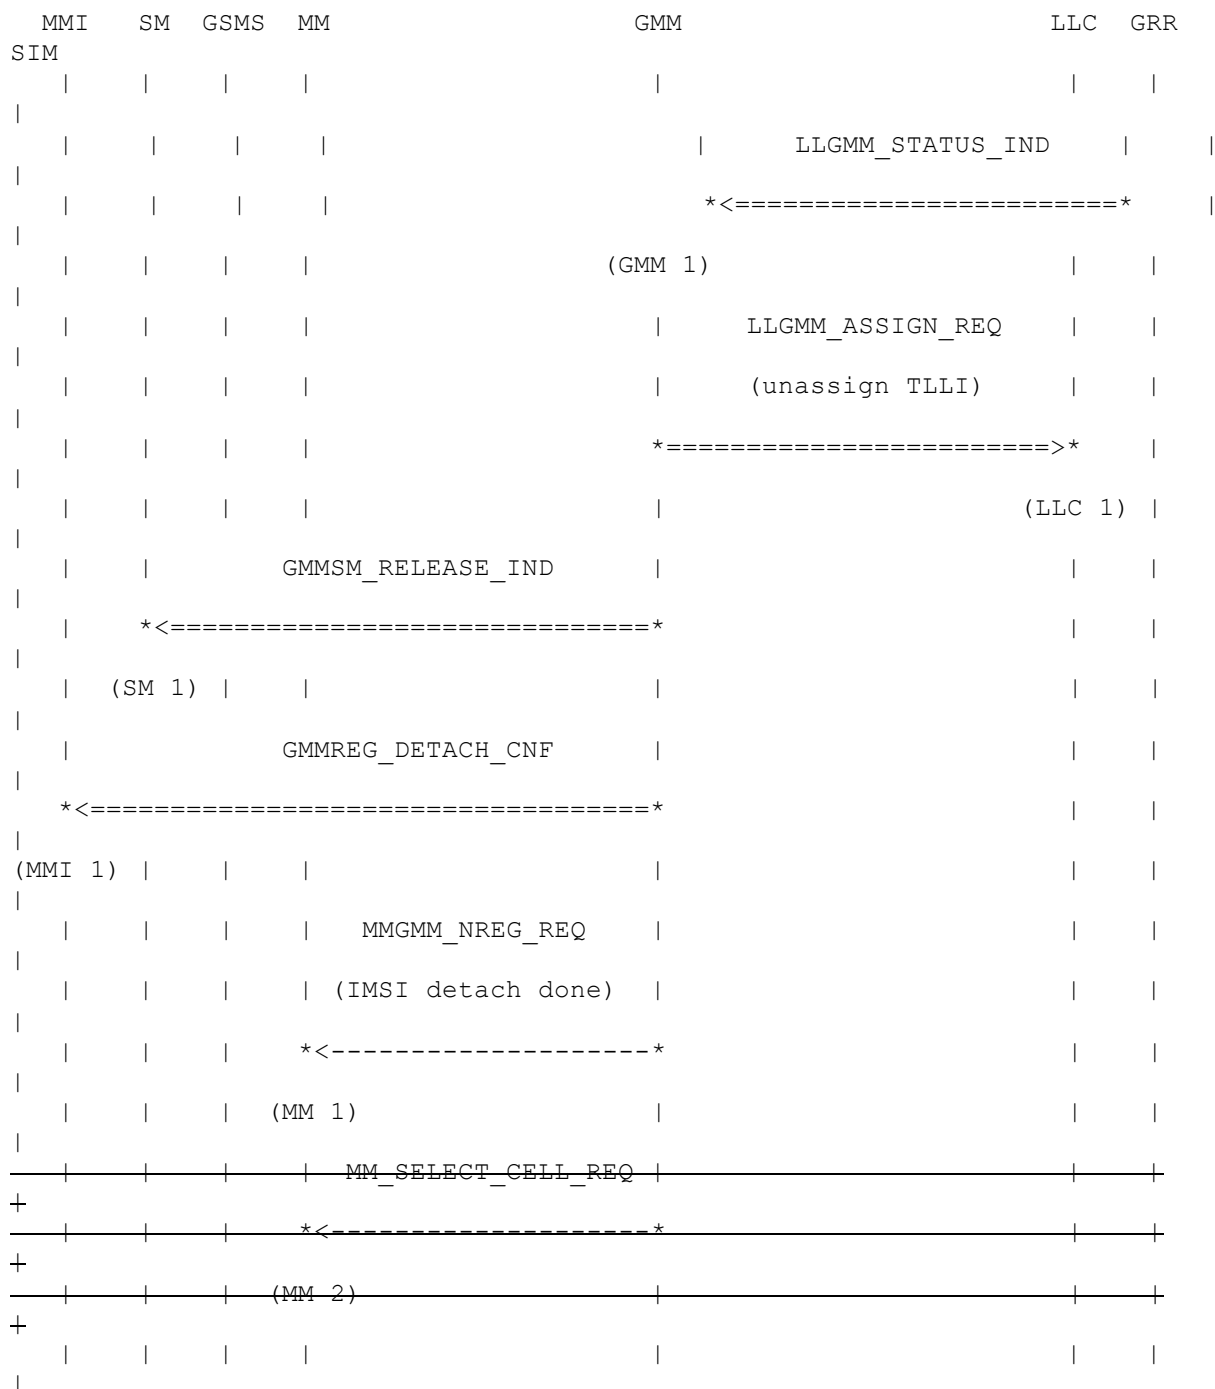 MMI SM GSMS MM GMM LLC GRR
SIM
| | | | | | |
|
| | | | | LLGMM_STATUS_IND | |
|
| | | | *<========================* |
|
| | | | (GMM 1) | |
|
| | | | | LLGMM_ASSIGN_REQ | |
|
| | | | | (unassign TLLI) | |
|
| | | | *========================>* |
|
| | | | | (LLC 1) |
|
| | GMMSM_RELEASE_IND | | |
|
| *<==============================* | |
|
| (SM 1) | | | | |
|
| GMMREG_DETACH_CNF | | |
|
*<===================================* | |
|
(MMI 1) | | | | | |
|
| | | | MMGMM_NREG_REQ | | |
|
| | | | (IMSI detach done) | | |
|
| | | *<--------------------* | |
|
| | | (MM 1) | | |
|
| | | | MM_SELECT_CELL_REQ | | |
|
| | | *<--------------------* | |
|
| | | (MM 2) | | |
|
| | | | | | |
|